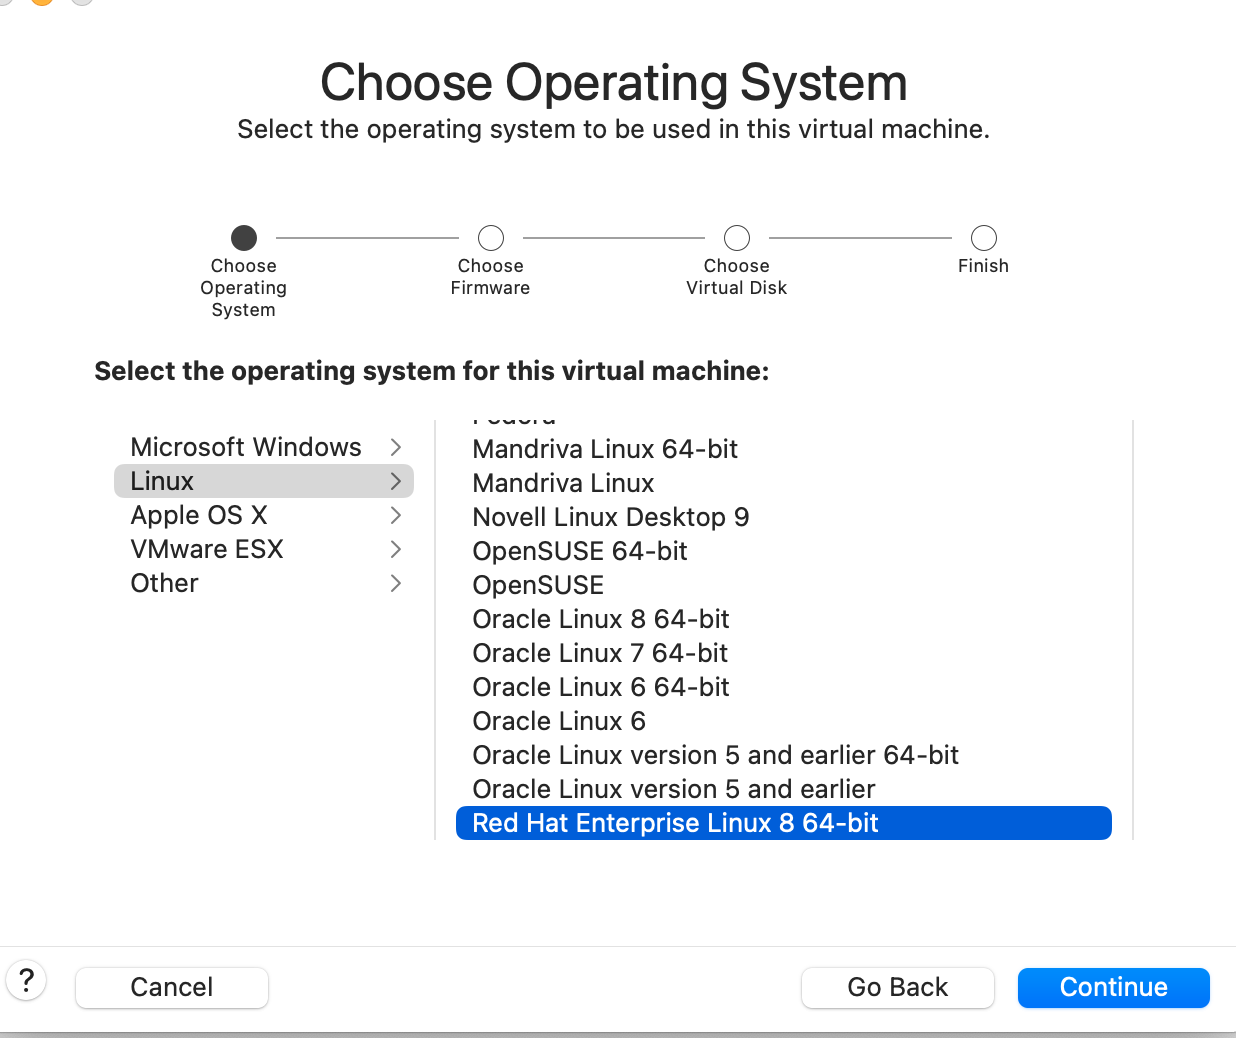 Choose Operating System
Select the operating system to be used in this virtual machine.
Choose
Operating
System
Choose
Firmware
Choose
Virtual Disk
Finish
Select the operating system for this virtual machine:
Microsoft Windows
Linux
Apple OS X
VMware ESX
Other
Fedora
Mandriva Linux 64-bit
Mandriva Linux
Novell Linux Desktop 9
OpenSUSE 64-bit
OpenSUSE
Oracle Linux 8 64-bit
Oracle Linux 7 64-bit
Oracle Linux 6 64-bit
Oracle Linux 6
Oracle Linux version 5 and earlier 64-bit
Oracle Linux version 5 and earlier
Red Hat Enterprise Linux 8 64-bit
?
Cancel
Go Back
Continue